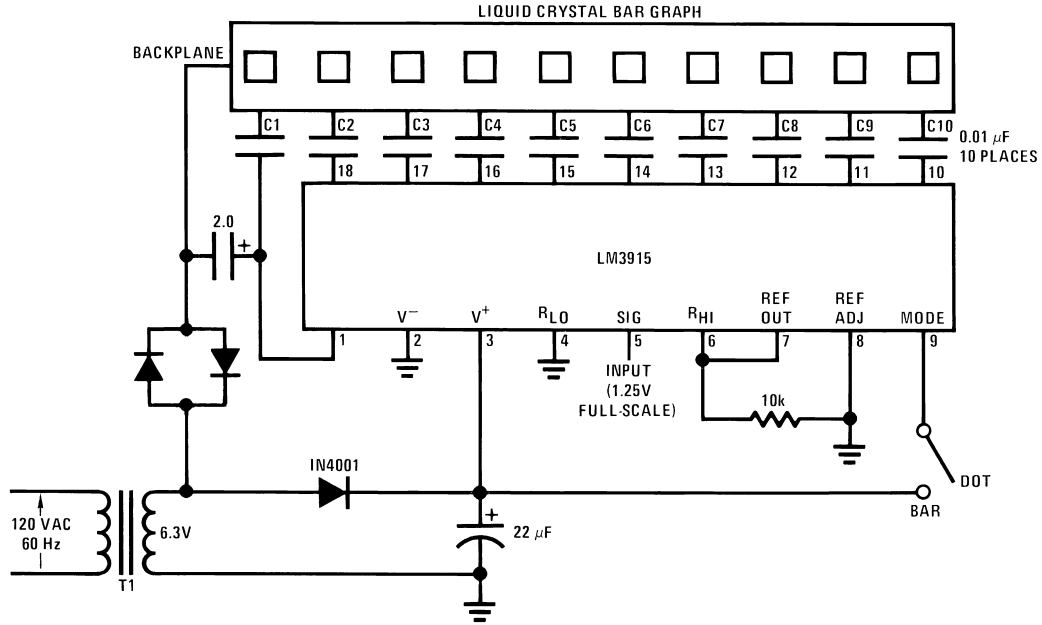 LIQUID CRYSTAL BAR GRAPH
BACKPLANE
C1 C2 C3 C4 C5 C6 C7 C8 C9 C10
0.01 μF
10 PLACES
18 17 16 15 14 13 12 11 10
2.0
+
LM3915
V⁻ V⁺ RLO SIG RHI REF OUT REF ADJ MODE
1 2 3 4 5 6 7 8 9
INPUT
(1.25V
FULL-SCALE)
10k
IN4001
DOT
BAR
120 VAC
60 Hz
6.3V
+
22 μF
T1